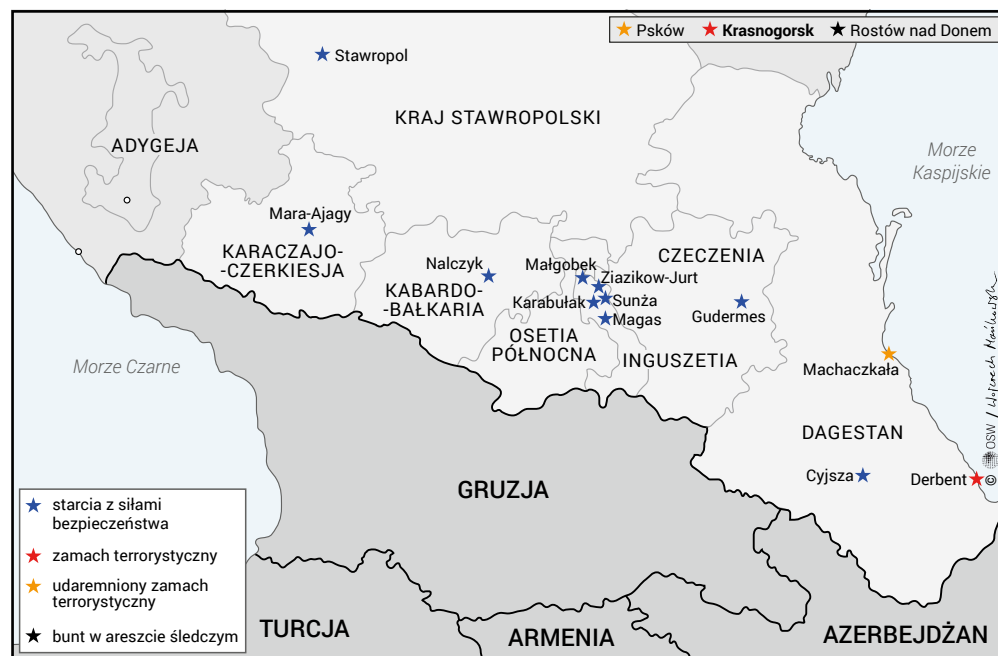 Psków
Krasnogorsk
Rostów nad Donem
Stawropol
KRAJ STAWROPOLSKI
ADYGEJA
Morze
Kaspijskie
Mara-Ajagy
KARACZAJO-
-CZERKIESJA
Nalczyk
KABARDO-
-BAŁKARIA
Małgobek
Ziazikow-Jurt
Karabułak
Sunża
Magas
CZECZENIA
Gudermes
OSETIA
PÓŁNOCNA
INGUSZETIA
Morze Czarne
Machaczkała
DAGESTAN
Cyjsza
Derbent
GRUZJA
TURCJA
ARMENIA
AZERBEJDŻAN
starcia z siłami
bezpieczeństwa
zamach terrorystyczny
udaremniony zamach
terrorystyczny
bunt w areszcie śledczym
© OSW / Wojciech Mańkowski